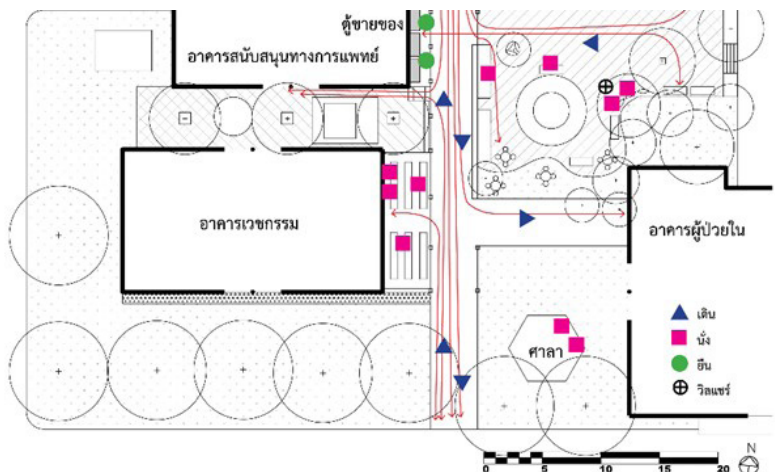 ตู้ขายของ
อาคารสนับสนุนทางการแพทย์
อาคารเวชกรรม
อาคารผู้ป่วยใน
ศาลา
เดิน
นั่ง
ยืน
วิลแชร์
N
0 5 10 15 20